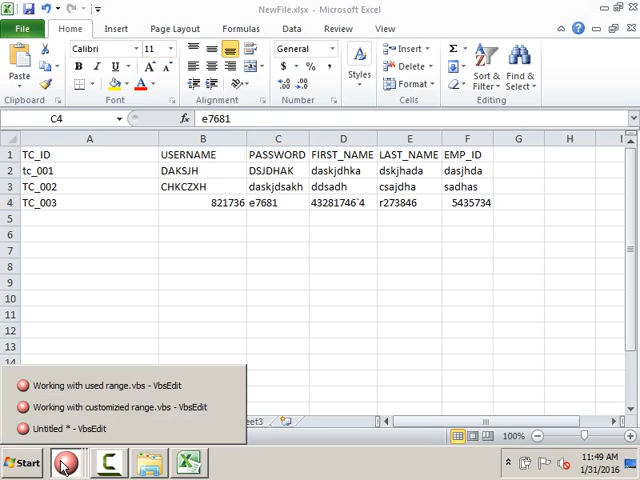 NewFile.xlsx - Microsoft Excel
File Home Insert Page Layout Formulas Data Review View
Paste Calibri 11 General Styles Insert Delete Format Sort & Filter Find & Select
Clipboard Font Alignment Number Cells Editing
C4 fx e7681
A B C D E F G H I
1 TC_ID USERNAME PASSWORD FIRST_NAME LAST_NAME EMP_ID
2 tc_001 DAKSJH DSJDHAK daskjdhka dskjhada dasjhda
3 TC_002 CHKCZXH daskjdsakh ddsadh csajdha sadhas
4 TC_003 821736 e7681 43281746`4 r273846 5435734
5
6
7
8
9
10
11
12
13
14
Working with used range.vbs - VbsEdit
Working with customizied range.vbs - VbsEdit
Untitled * - VbsEdit
heet3
100%
Start
11:49 AM
1/31/2016